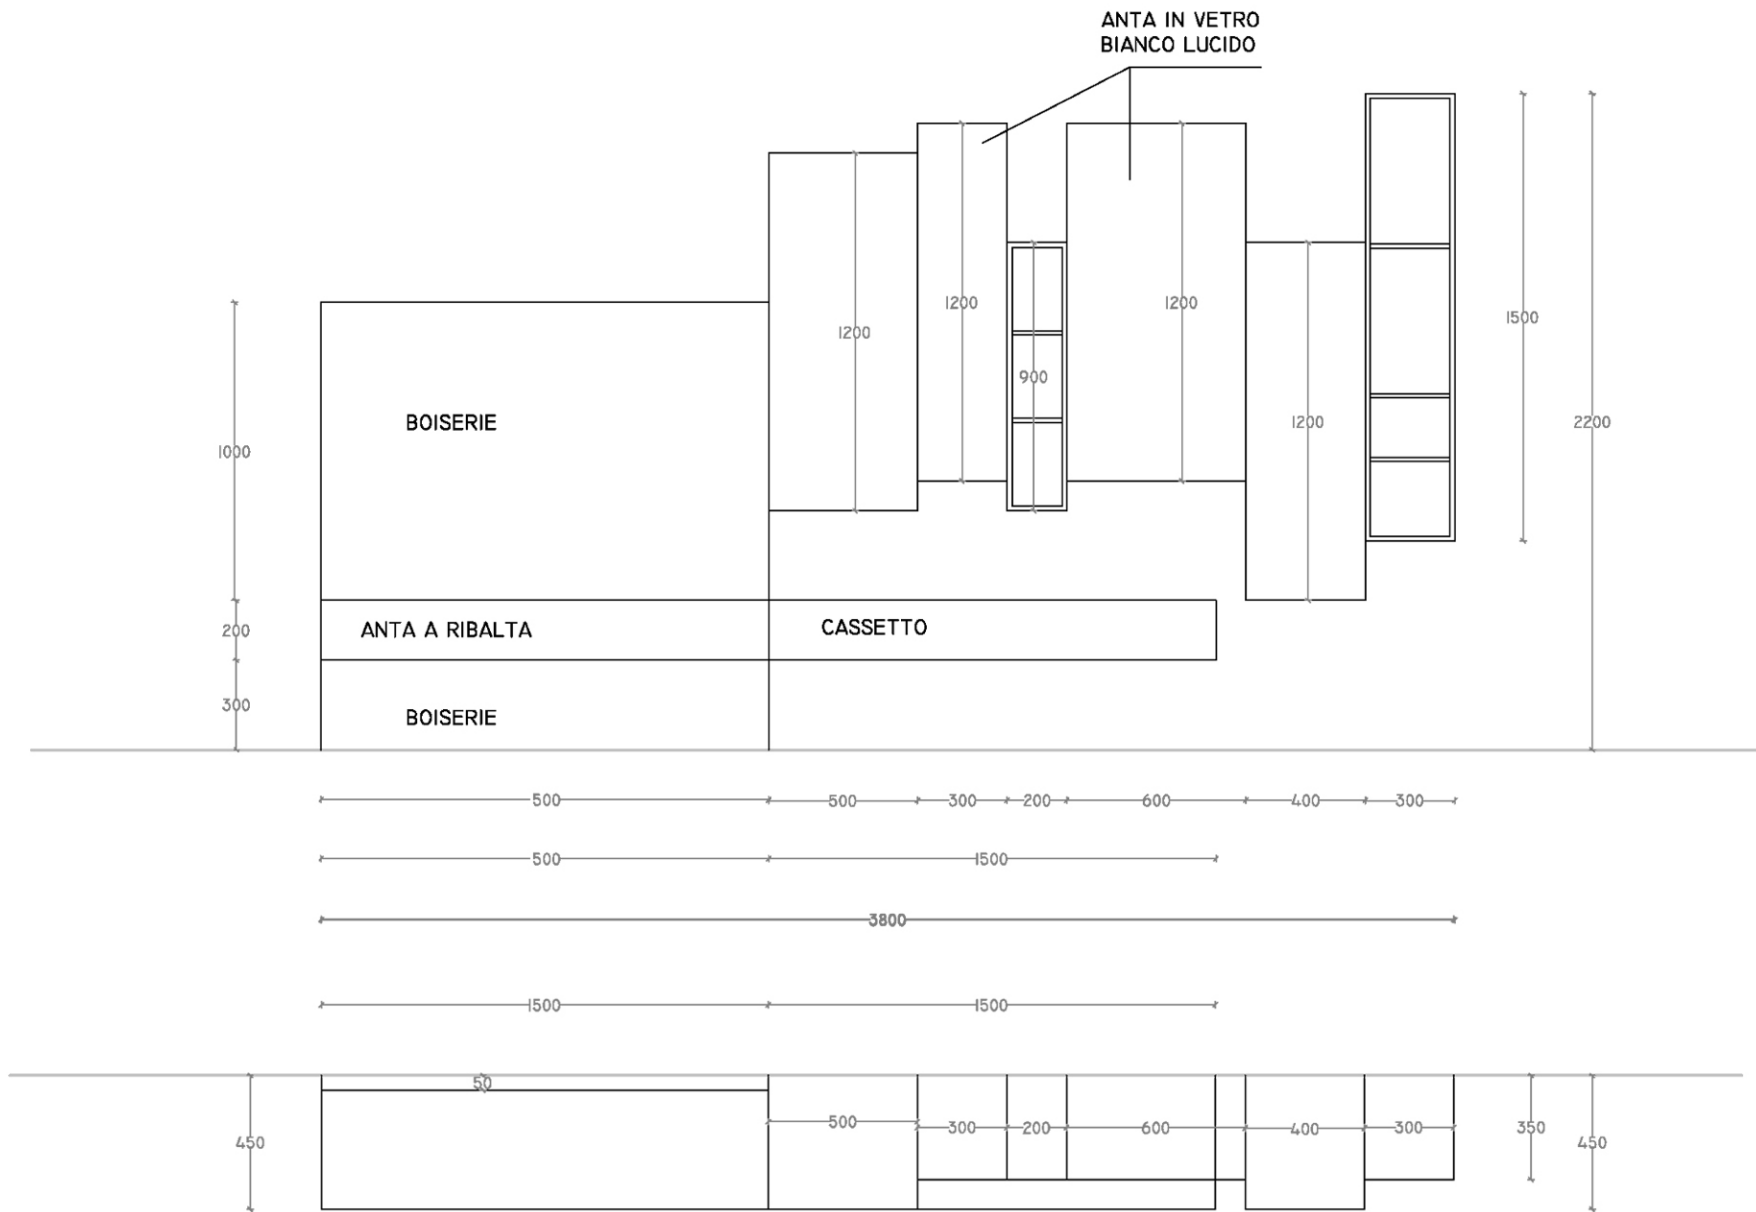 ANTA IN VETRO
BIANCO LUCIDO
1200
1200
1200
900
1200
1500
2200
BOISERIE
1000
ANTA A RIBALTA
CASSETTO
200
BOISERIE
300
500 500 300 200 600 400 300
500 1500
3800
1500 1500
50
450
500 300 200 600 400 300
350
450